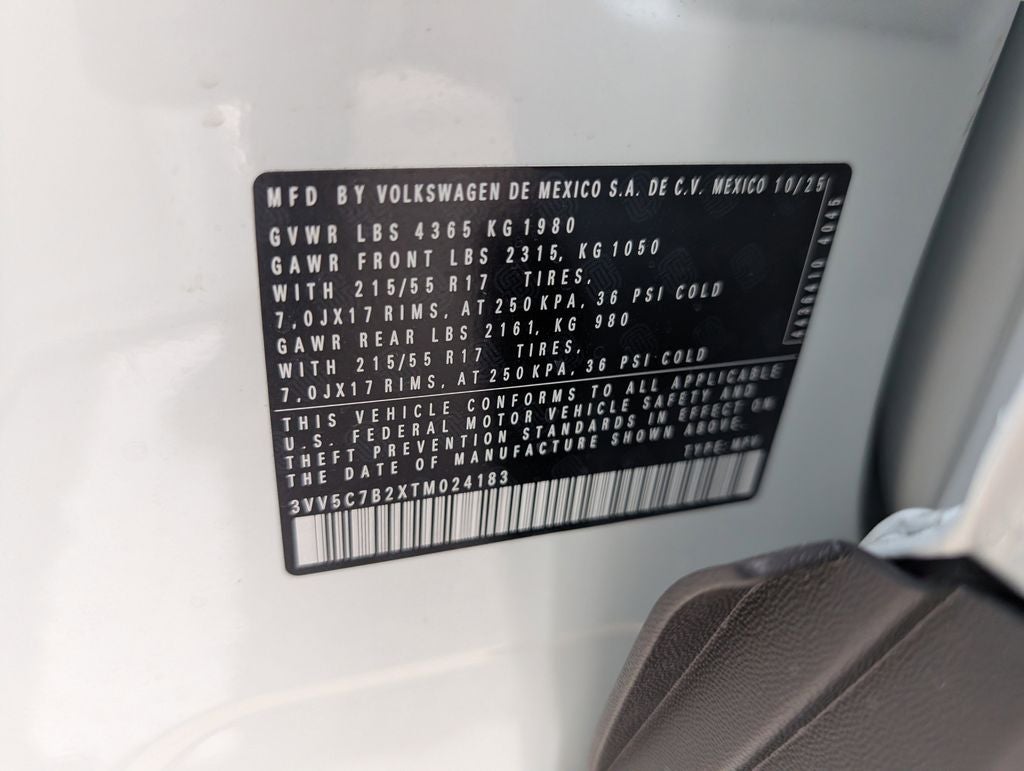 MFD BY VOLKSWAGEN DE MEXICO S.A. DE C.V. MEXICO 10/25
GVWR LBS 4365 KG 1980
GAWR FRONT LBS 2315, KG 1050
WITH 215/55 R17 TIRES,
7,0JX17 RIMS, AT 250 KPA, 36 PSI COLD
GAWR REAR LBS 2161, KG 980
WITH 215/55 R17 TIRES,
7,0JX17 RIMS, AT 250 KPA, 36 PSI COLD
THIS VEHICLE CONFORMS TO ALL APPLICABLE
U.S. FEDERAL MOTOR VEHICLE SAFETY AND
THEFT PREVENTION STANDARDS IN EFFECT ON
THE DATE OF MANUFACTURE SHOWN ABOVE.
TYPE: MPV
3VV5C7B2XTM024183